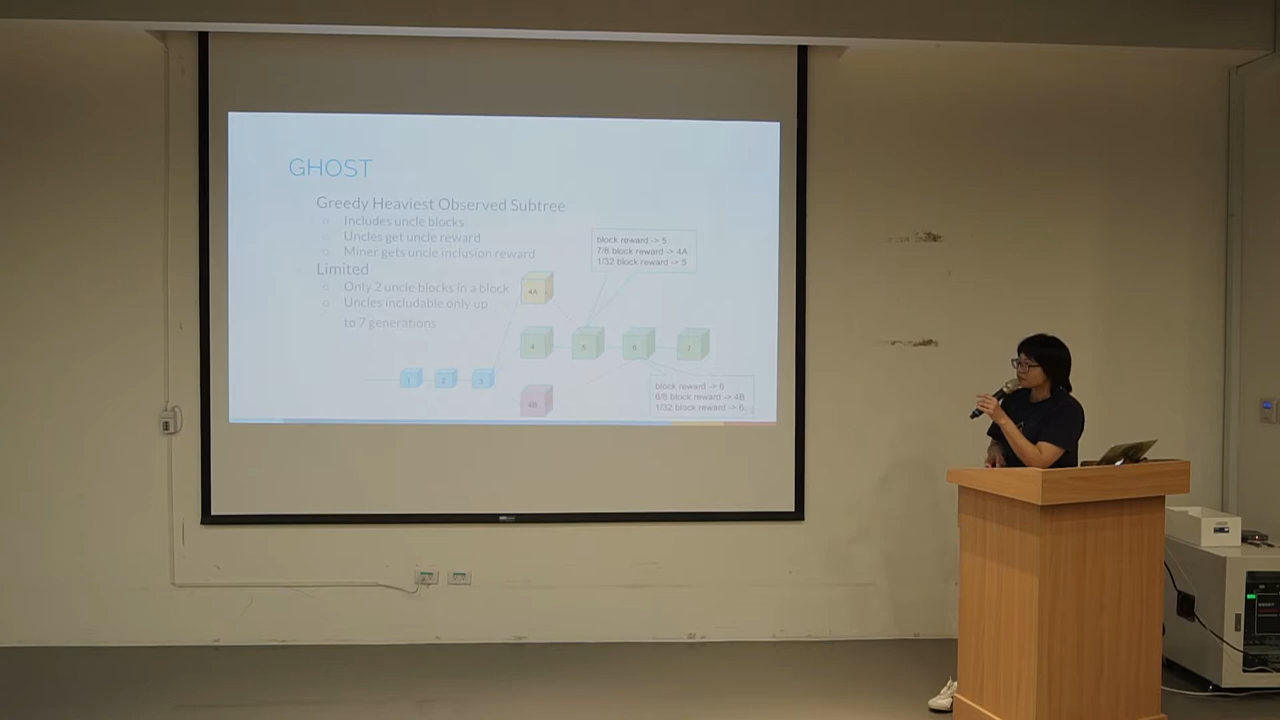 GHOST
Greedy Heaviest Observed Subtree
Includes uncle blocks
Uncles get uncle reward
Miner gets uncle inclusion reward
Limited
Only 2 uncle blocks in a block
Uncles includable only up
to 7 generations
block reward -> 5
7/8 block reward -> 4A
1/32 block reward -> 5
4A
4
5
6
7
1
2
3
4B
block reward -> 6
6/8 block reward -> 4B
1/32 block reward -> 6